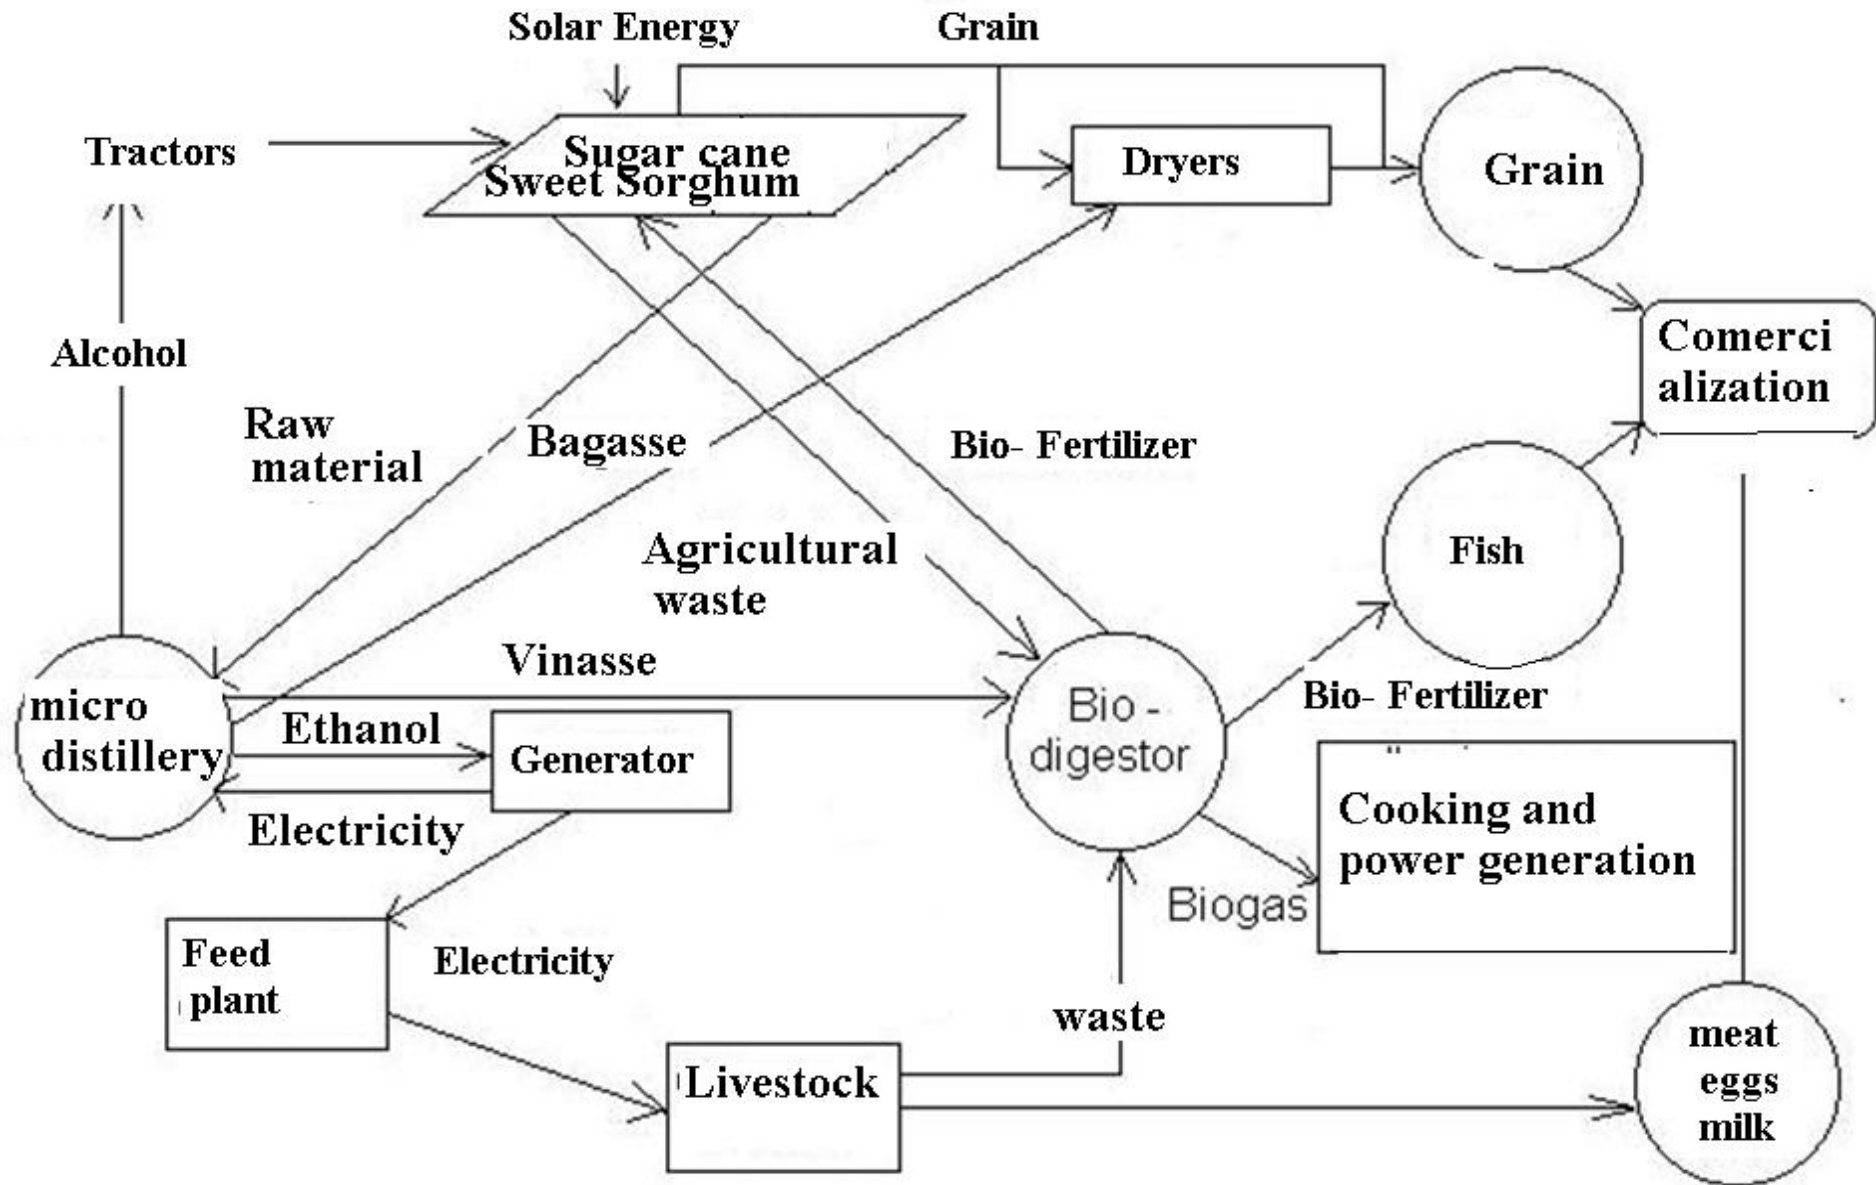 Solar Energy
Grain
Tractors
Sugar cane
Sweet Sorghum
Dryers
Grain
Alcohol
Comerci
alization
Raw
material
Bagasse
Bio- Fertilizer
Agricultural
waste
Fish
Vinasse
micro
distillery
Ethanol
Generator
Bio -
digestor
Bio- Fertilizer
Electricity
Cooking and
power generation
Biogas
Feed
plant
Electricity
waste
Livestock
meat
eggs
milk